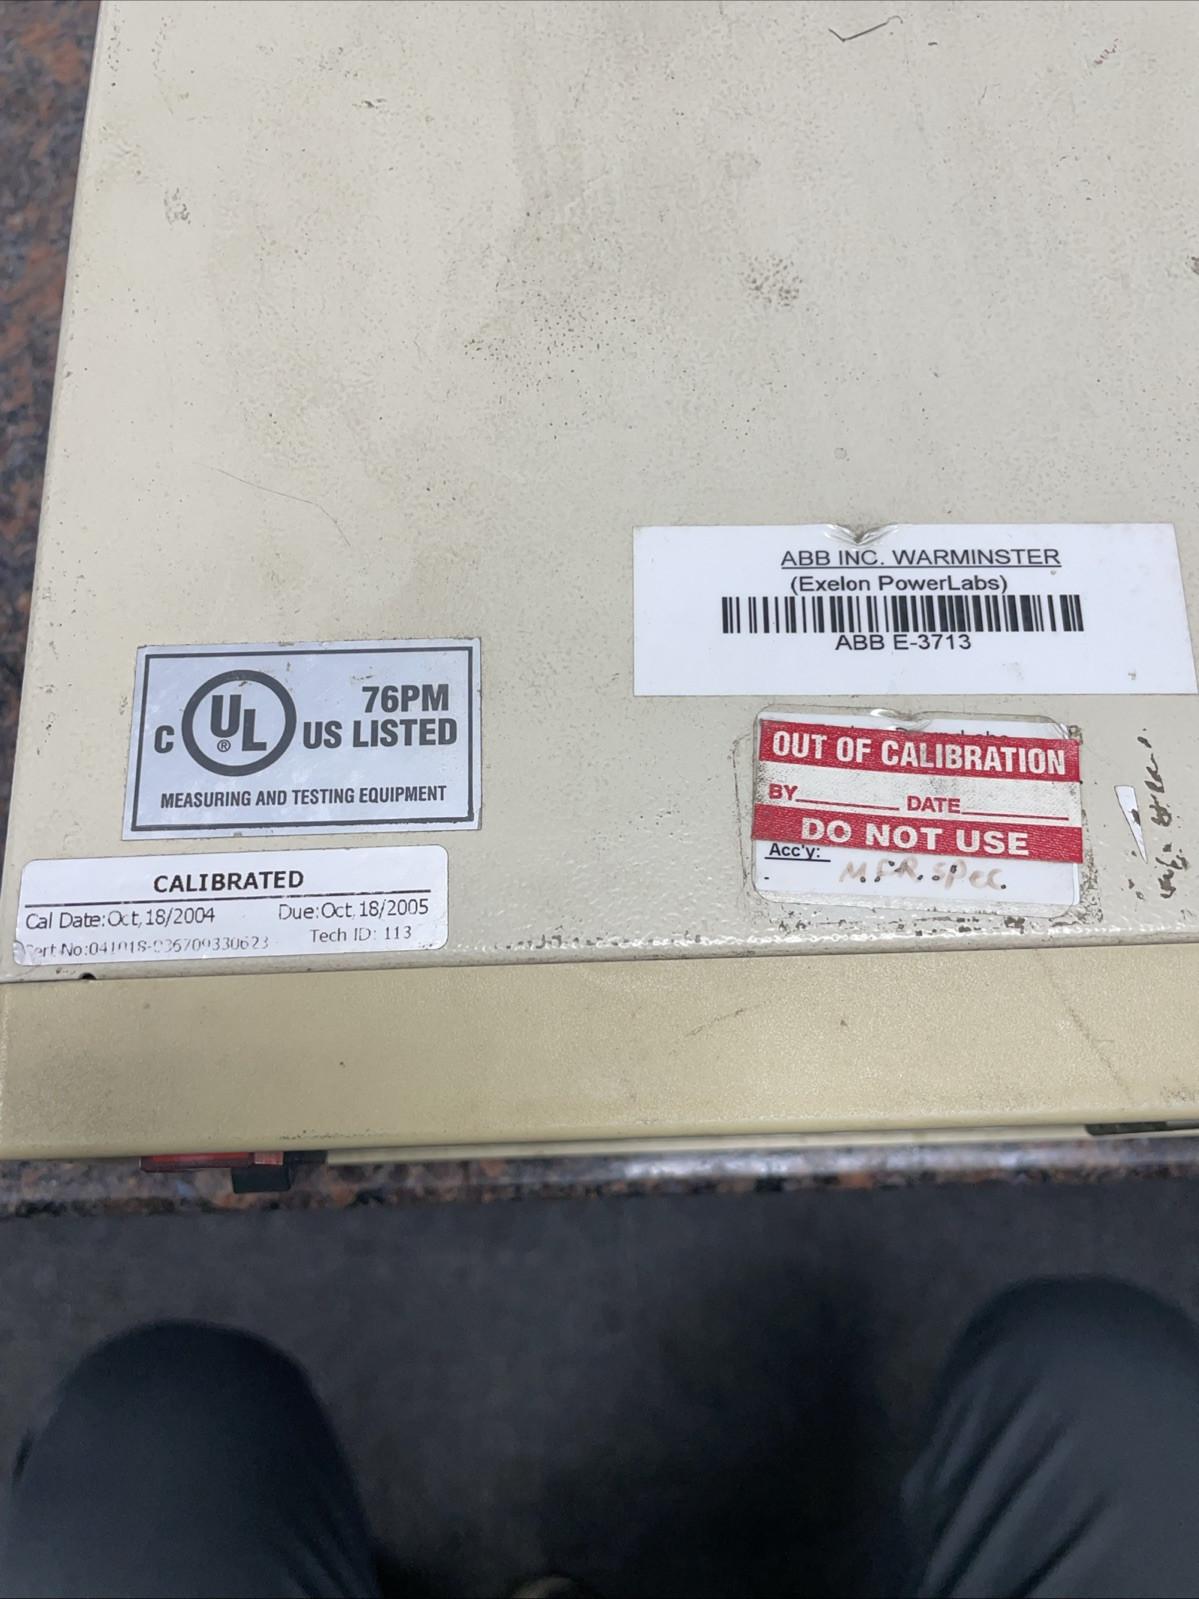 ABB INC. WARMINSTER
(Exelon PowerLabs)
ABB E-3713
C UL ® US LISTED
76PM
MEASURING AND TESTING EQUIPMENT
OUT OF CALIBRATION
BY DATE
DO NOT USE
Acc'y: MFR. SPEC.
CALIBRATED
Cal Date:Oct,18/2004 Due:Oct,18/2005
Tech ID: 113